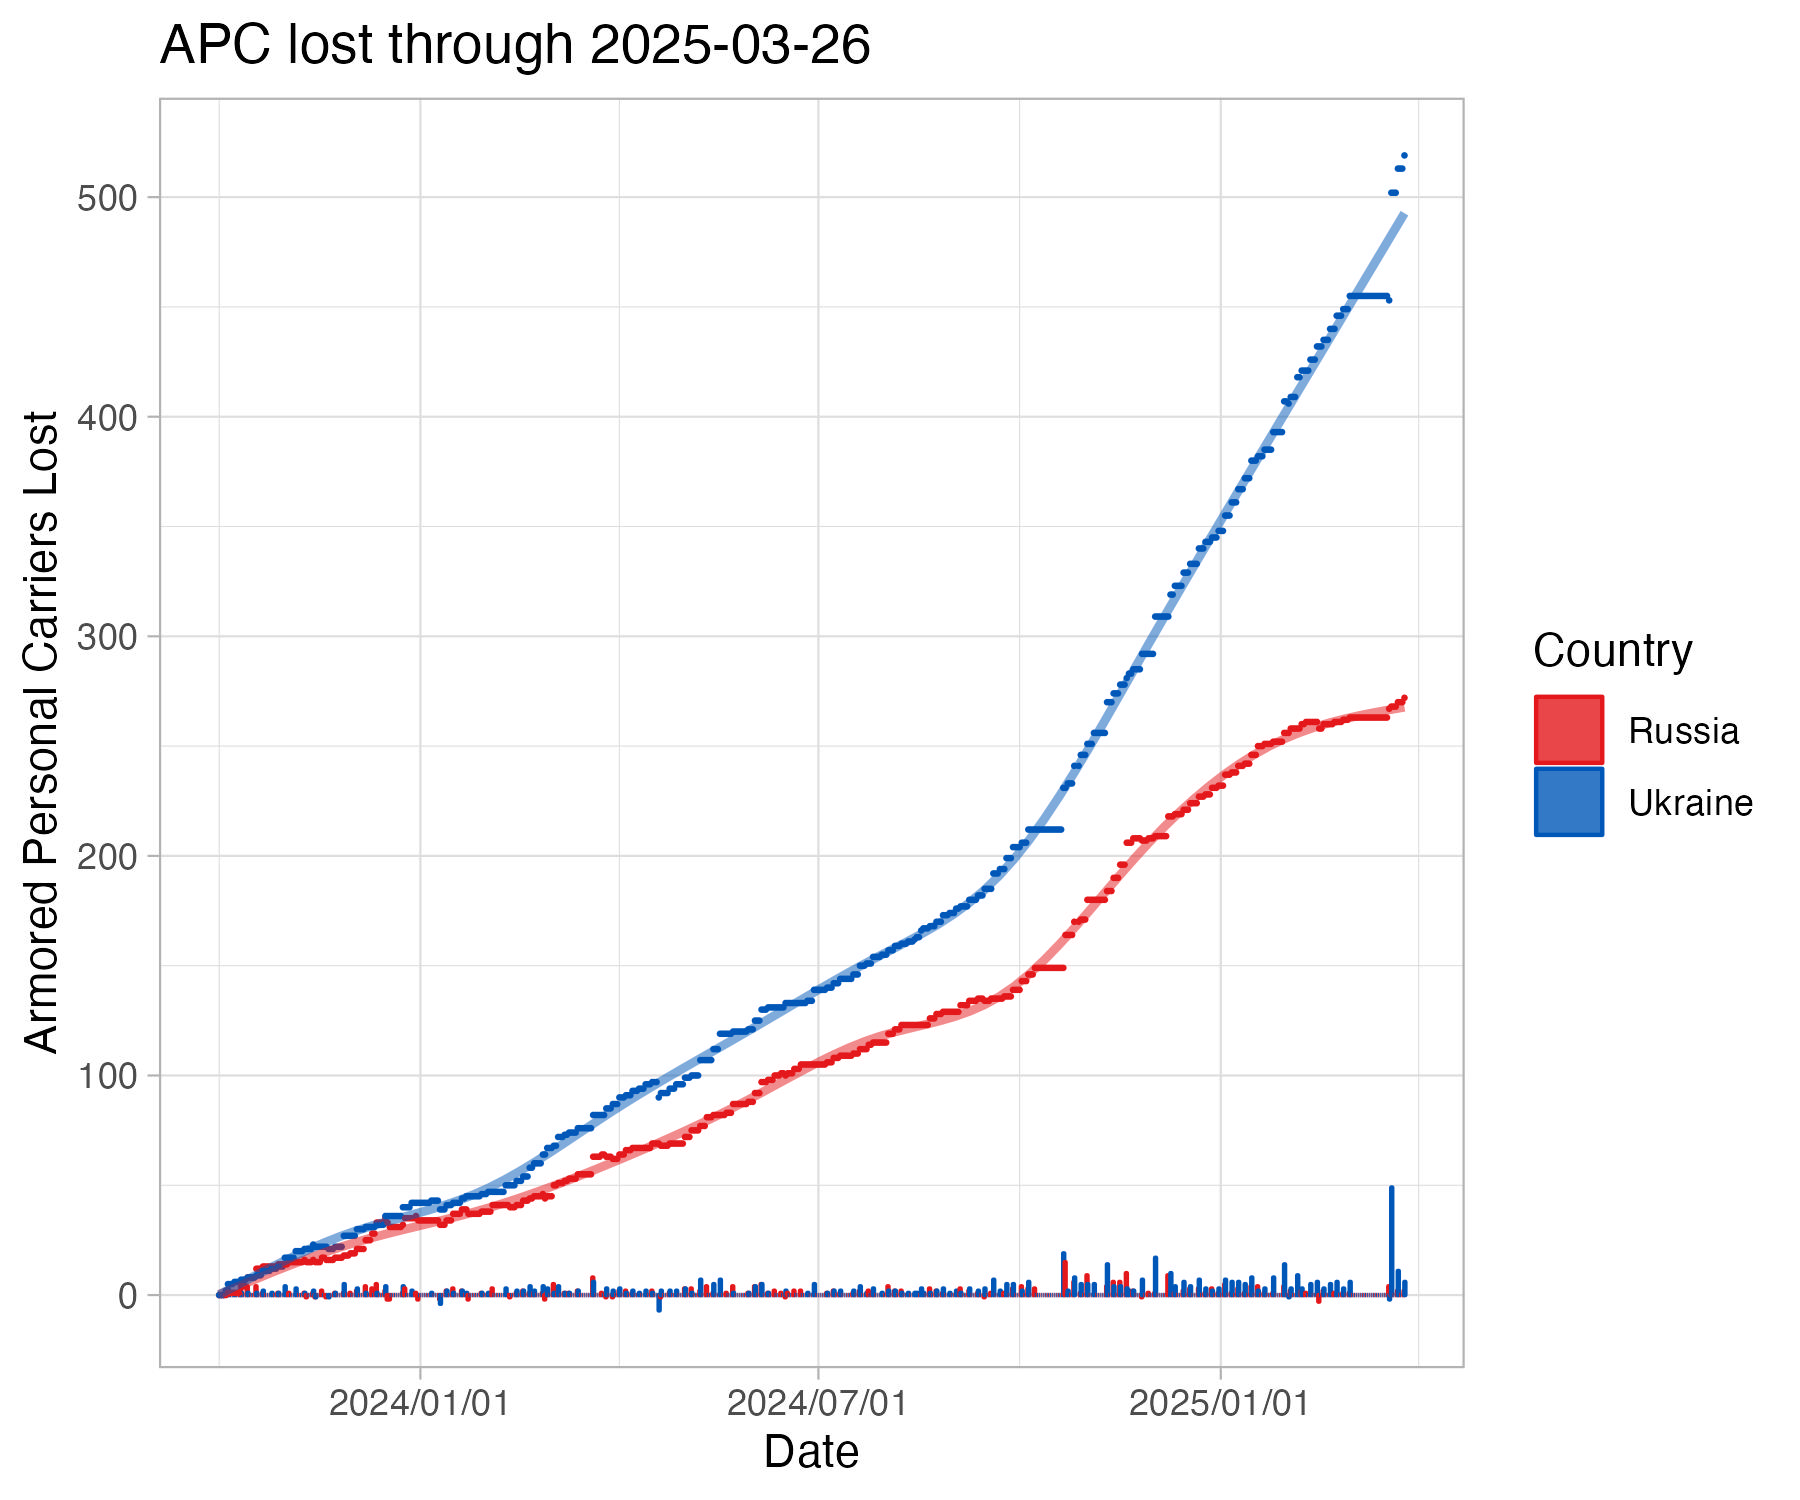 APC lost through 2025-03-26
Armored Personal Carriers Lost
500
400
300
200
100
0
2024/01/01
2024/07/01
2025/01/01
Date
Country
Russia
Ukraine